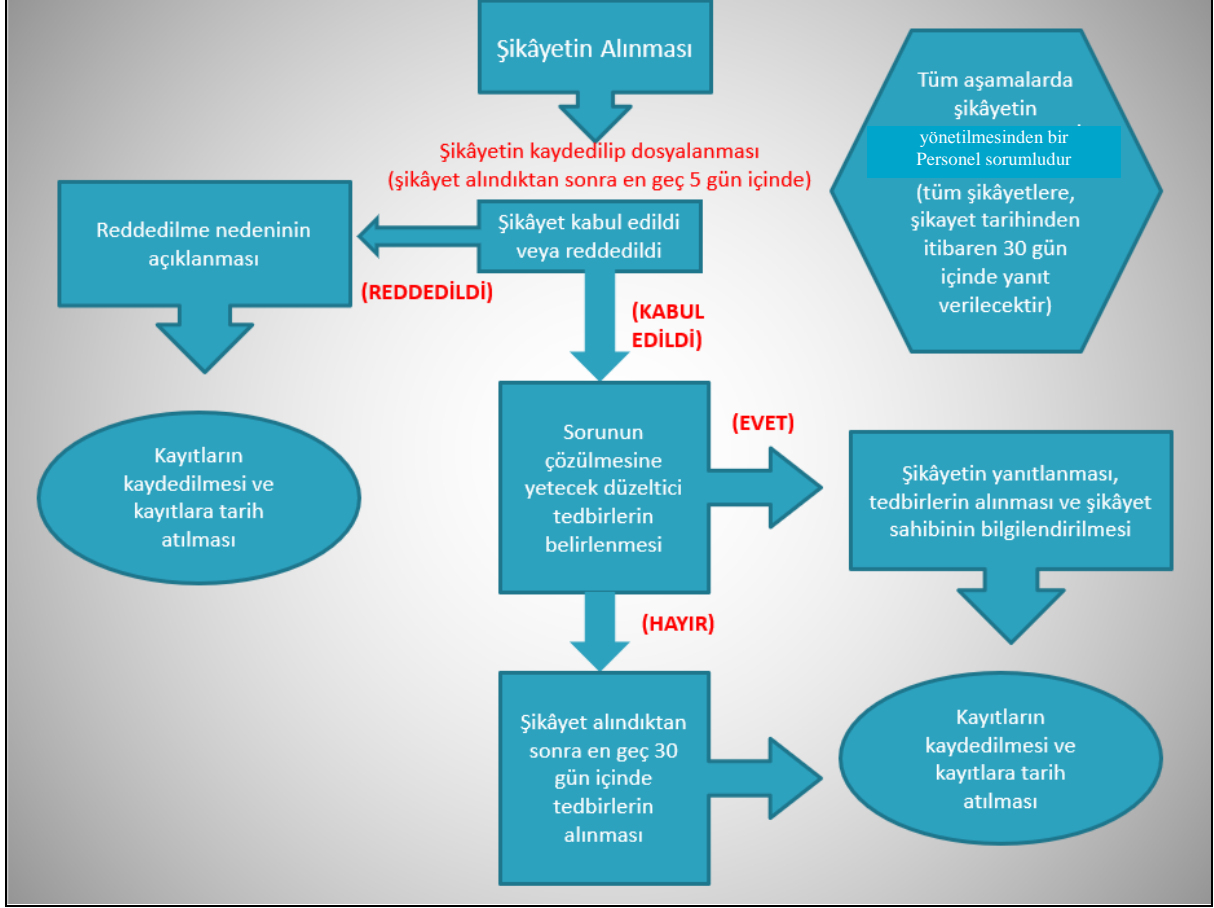 Şikâyetin Alınması
Tüm aşamalarda
şikâyetin
yönetilmesinden bir
Personel sorumludur
(tüm şikâyetlere,
şikayet tarihinden
itibaren 30 gün
içinde yanıt
verilecektir)
Şikâyetin kaydedilip dosyalanması
(şikâyet alındıktan sonra en geç 5 gün içinde)
Şikâyet kabul edildi
veya reddedildi
Reddedilme nedeninin
açıklanması
(REDDEDİLDİ)
(KABUL
EDİLDİ)
Kayıtların
kaydedilmesi ve
kayıtlara tarih
atılması
Sorunun
çözülmesine
yetecek düzeltici
tedbirlerin
belirlenmesi
(EVET)
Şikâyetin yanıtlanması,
tedbirlerin alınması ve şikâyet
sahibinin bilgilendirilmesi
(HAYIR)
Şikâyet alındıktan
sonra en geç 30
gün içinde
tedbirlerin
alınması
Kayıtların
kaydedilmesi ve
kayıtlara tarih
atılması